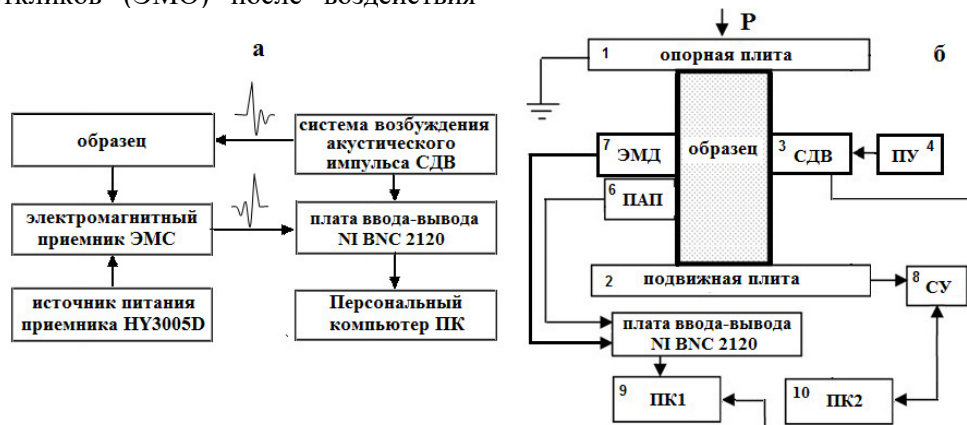 (ЭМО) после воздействия
а
образец
система возбуждения
акустического
импульса СДВ
электромагнитный
приемник ЭМС
плата ввода-вывода
NI BNC 2120
источник питания
приемника HY3005D
Персональный
компьютер ПК
P
б
1 опорная плита
7 ЭМД
образец
3 СДВ
ПУ 4
6 ПАП
2 подвижная плита
8 СУ
плата ввода-вывода
NI BNC 2120
9 ПК1
10 ПК2